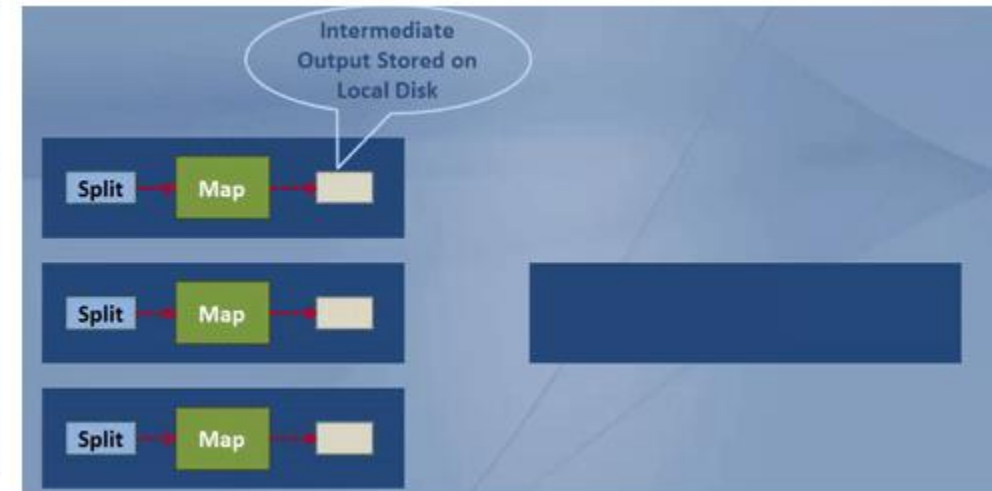 Intermediate
Output Stored on
Local Disk
Split Map
Split Map
Split Map